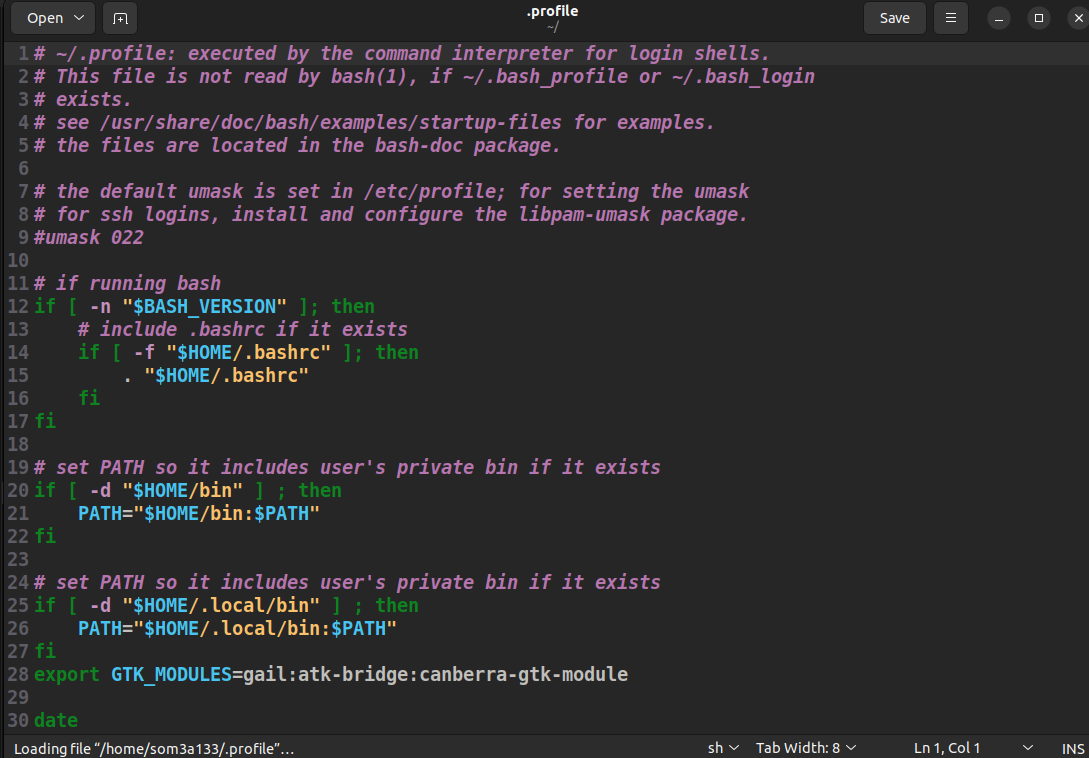 Open
.profile
~/
Save
1 # ~/.profile: executed by the command interpreter for login shells.
2 # This file is not read by bash(1), if ~/.bash_profile or ~/.bash_login
3 # exists.
4 # see /usr/share/doc/bash/examples/startup-files for examples.
5 # the files are located in the bash-doc package.
6
7 # the default umask is set in /etc/profile; for setting the umask
8 # for ssh logins, install and configure the libpam-umask package.
9 #umask 022
10
11 # if running bash
12 if [ -n "$BASH_VERSION" ]; then
13     # include .bashrc if it exists
14     if [ -f "$HOME/.bashrc" ]; then
15         . "$HOME/.bashrc"
16     fi
17 fi
18
19 # set PATH so it includes user's private bin if it exists
20 if [ -d "$HOME/bin" ] ; then
21     PATH="$HOME/bin:$PATH"
22 fi
23
24 # set PATH so it includes user's private bin if it exists
25 if [ -d "$HOME/.local/bin" ] ; then
26     PATH="$HOME/.local/bin:$PATH"
27 fi
28 export GTK_MODULES=gail:atk-bridge:canberra-gtk-module
29
30 date
Loading file “/home/som3a133/.profile”… sh Tab Width: 8 Ln 1, Col 1 INS